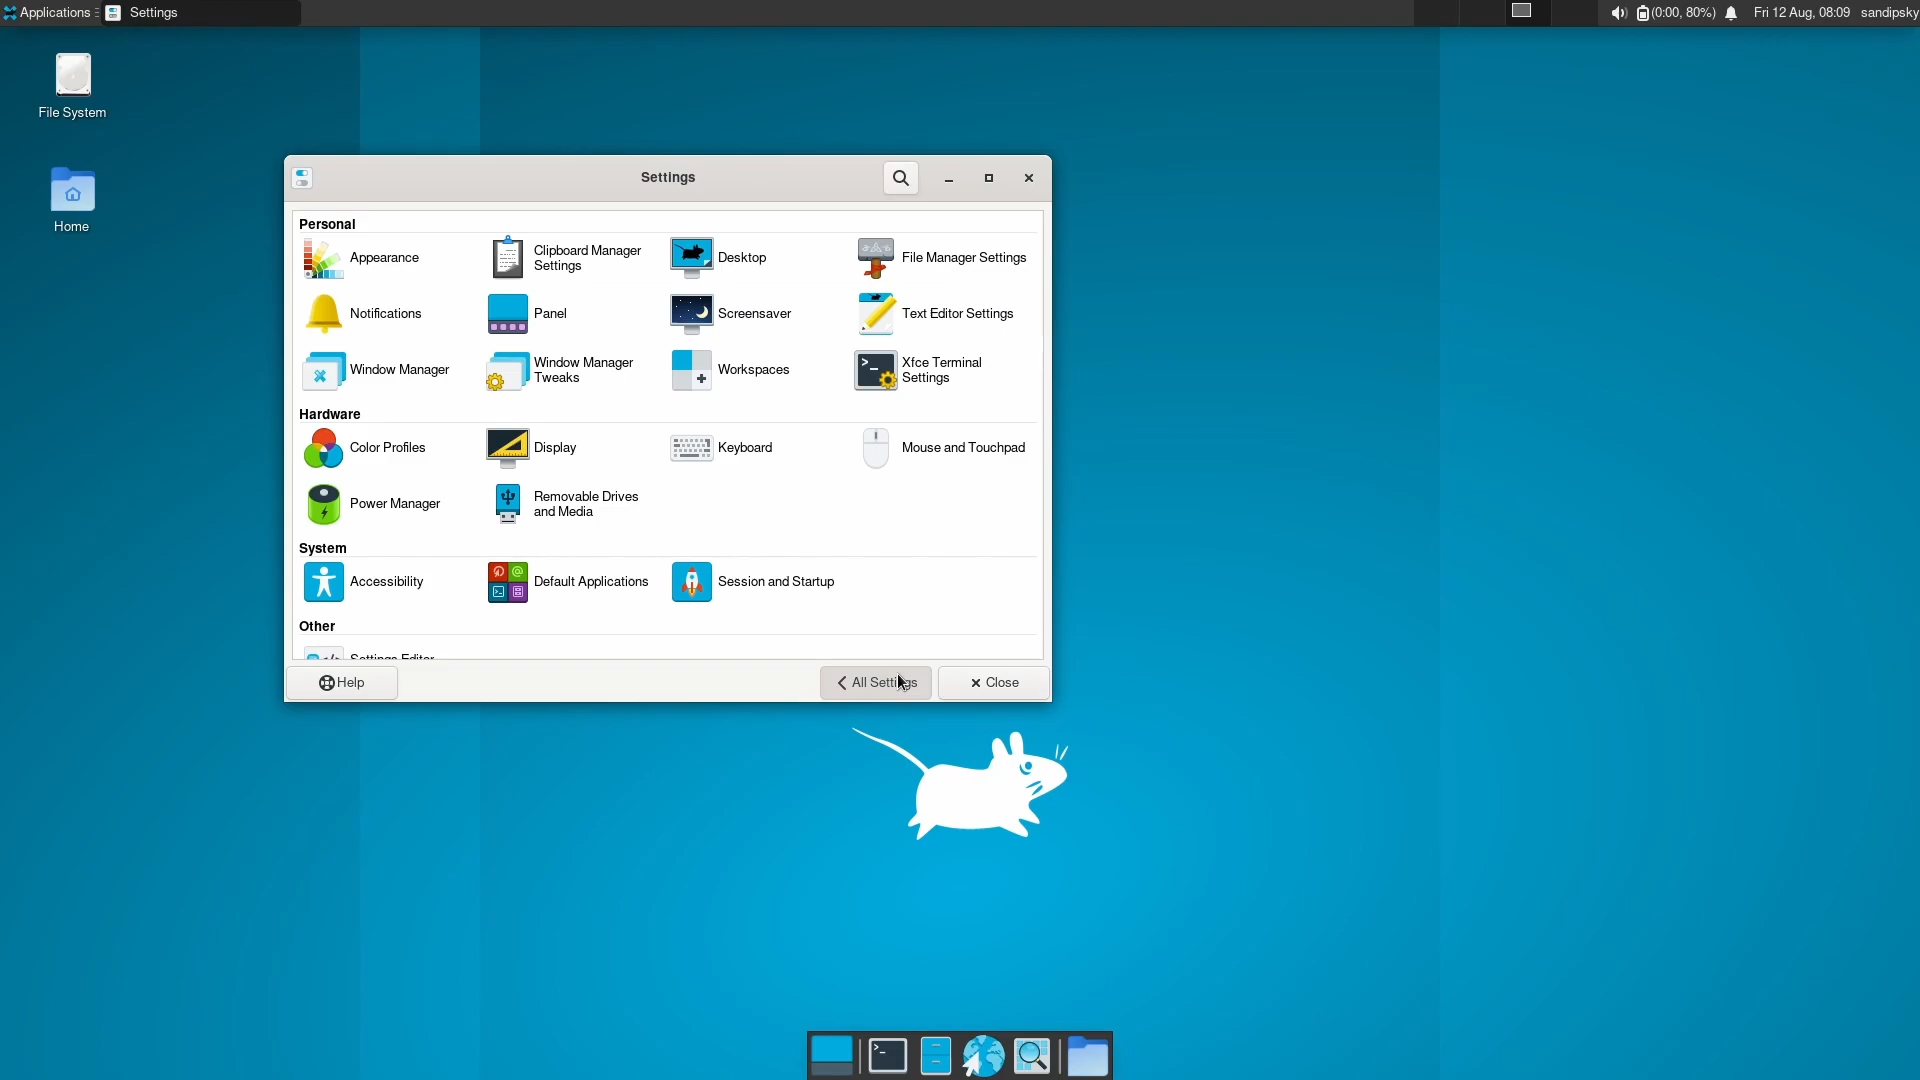 Applications
Settings
(0:00, 80%)
Fri 12 Aug, 08:09
sandipsky
File System
Home
Settings
Personal
Appearance
Clipboard Manager
Settings
Desktop
File Manager Settings
Notifications
Panel
Screensaver
Text Editor Settings
Window Manager
Window Manager
Tweaks
Workspaces
Xfce Terminal
Settings
Hardware
Color Profiles
Display
Keyboard
Mouse and Touchpad
Power Manager
Removable Drives
and Media
System
Accessibility
Default Applications
Session and Startup
Other
Settings Editor
Help
All Settings
Close